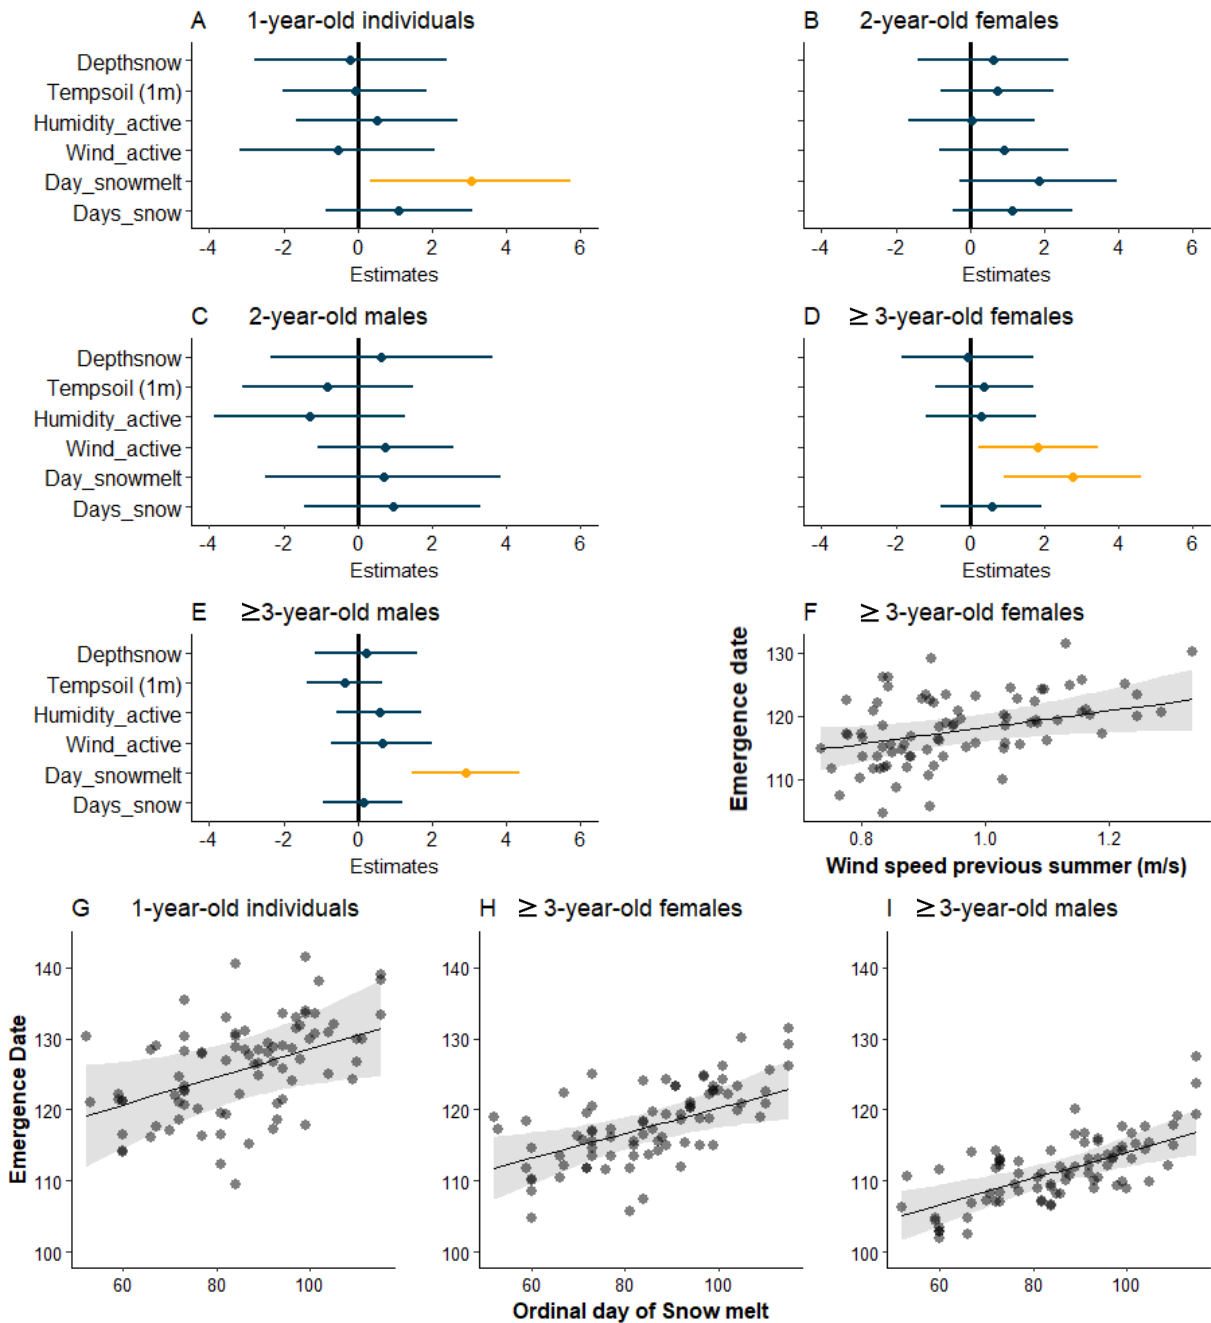 A 1-year-old individuals
B 2-year-old females
Depthsnow
Tempsoil (1m)
Humidity_active
Wind_active
Day_snowmelt
Days_snow
-4 -2 0 2 4 6
Estimates
-4 -2 0 2 4 6
Estimates
C 2-year-old males
D ≥ 3-year-old females
Depthsnow
Tempsoil (1m)
Humidity_active
Wind_active
Day_snowmelt
Days_snow
-4 -2 0 2 4 6
Estimates
-4 -2 0 2 4 6
Estimates
E ≥3-year-old males
F ≥ 3-year-old females
Depthsnow
Tempsoil (1m)
Humidity_active
Wind_active
Day_snowmelt
Days_snow
-4 -2 0 2 4 6
Estimates
Emergence date
130
120
110
0.8 1.0 1.2
Wind speed previous summer (m/s)
G 1-year-old individuals
H ≥ 3-year-old females
I ≥ 3-year-old males
Emergence Date
140
130
120
110
100
60 80 100
140
130
120
110
100
60 80 100
140
130
120
110
100
60 80 100
Ordinal day of Snow melt